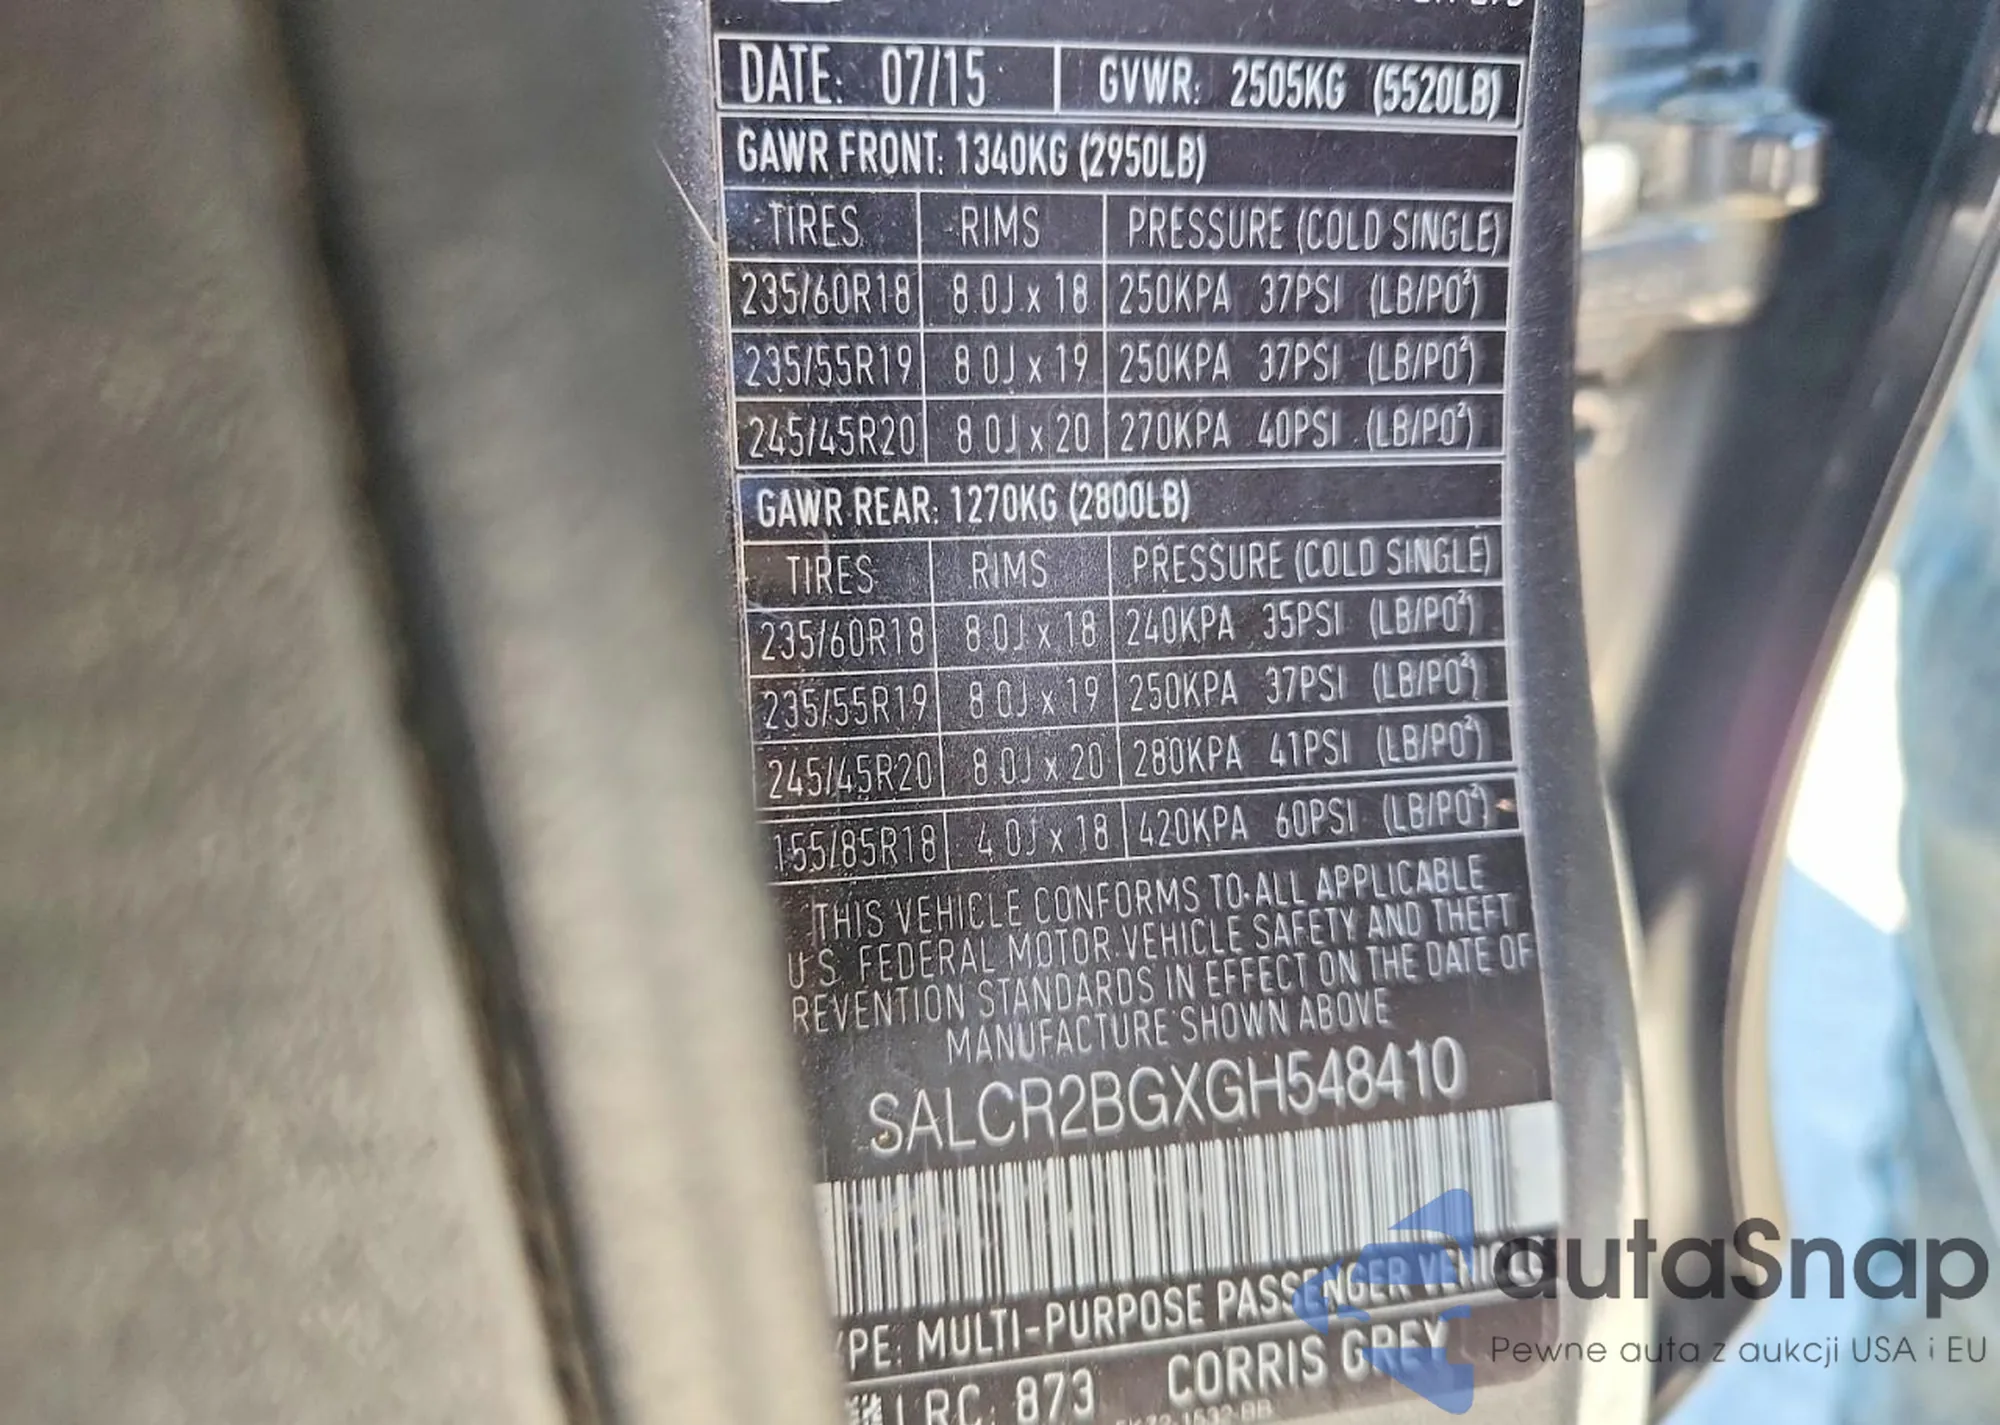 DATE: 07/15 GVWR: 2505KG (5520LB)
GAWR FRONT: 1340KG (2950LB)
TIRES RIMS PRESSURE (COLD SINGLE)
235/60R18 8.0J x 18 250KPA 37PSI (LB/PO²)
235/55R19 8.0J x 19 250KPA 37PSI (LB/PO²)
245/45R20 8.0J x 20 270KPA 40PSI (LB/PO²)
GAWR REAR: 1270KG (2800LB)
TIRES RIMS PRESSURE (COLD SINGLE)
235/60R18 8.0J x 18 240KPA 35PSI (LB/PO²)
235/55R19 8.0J x 19 250KPA 37PSI (LB/PO²)
245/45R20 8.0J x 20 280KPA 41PSI (LB/PO²)
155/85R18 4.0J x 18 420KPA 60PSI (LB/PO²)
THIS VEHICLE CONFORMS TO ALL APPLICABLE
U.S. FEDERAL MOTOR VEHICLE SAFETY AND THEFT
REVENTION STANDARDS IN EFFECT ON THE DATE OF
MANUFACTURE SHOWN ABOVE
SALCR2BGXGH548410
YPE: MULTI-PURPOSE PASSENGER VEHICLE
LRC: 873 CORRIS GREY
autaSnap
Pewne auta z aukcji USA i EU